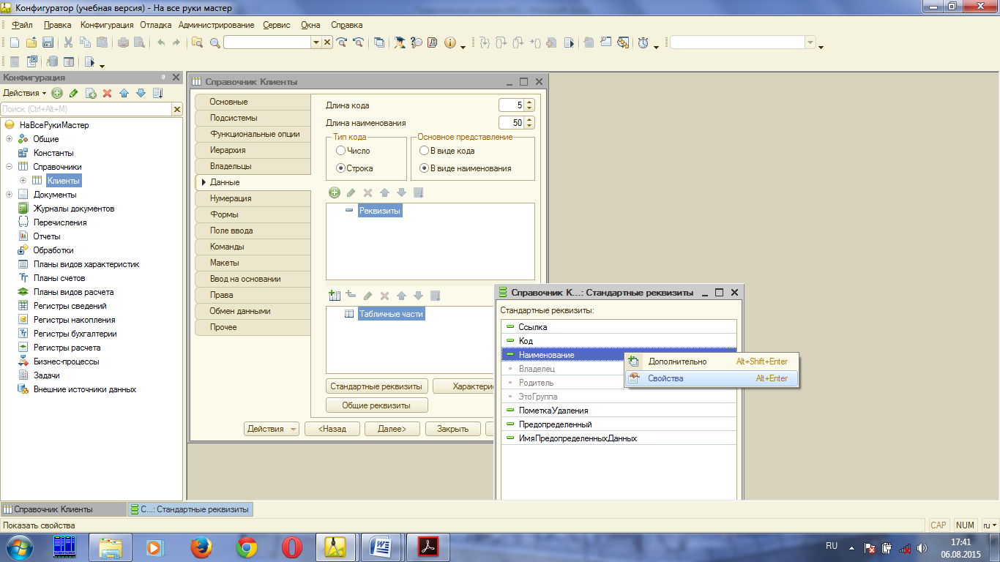 Конфигуратор (учебная версия) - На все руки мастер
Файл Правка Конфигурация Отладка Администрирование Сервис Окна Справка
Конфигурация
Действия
Поиск (Ctrl+Alt+M)
НаВсеРукиМастер
Общие
Константы
Справочники
Клиенты
Документы
Журналы документов
Перечисления
Отчеты
Обработки
Планы видов характеристик
Планы счетов
Планы видов расчета
Регистры сведений
Регистры накопления
Регистры бухгалтерии
Регистры расчета
Бизнес-процессы
Задачи
Внешние источники данных
Справочник Клиенты
Основные
Подсистемы
Функциональные опции
Иерархия
Владельцы
Данные
Нумерация
Формы
Поле ввода
Команды
Макеты
Ввод на основании
Права
Обмен данными
Прочее
Длина кода 5
Длина наименования 50
Тип кода Основное представление
Число В виде кода
Строка В виде наименования
Реквизиты
Табличные части
Стандартные реквизиты Характерис
Общие реквизиты
Действия <Назад Далее> Закрыть
Справочник К...: Стандартные реквизиты
Стандартные реквизиты:
Ссылка
Код
Наименование
Владелец
Родитель
ЭтоГруппа
ПометкаУдаления
Предопределенный
ИмяПредопределенныхДанных
Дополнительно Alt+Shift+Enter
Свойства Alt+Enter
Справочник Клиенты С...: Стандартные реквизиты
Показать свойства CAP NUM ru
RU 17:41
06.08.2015